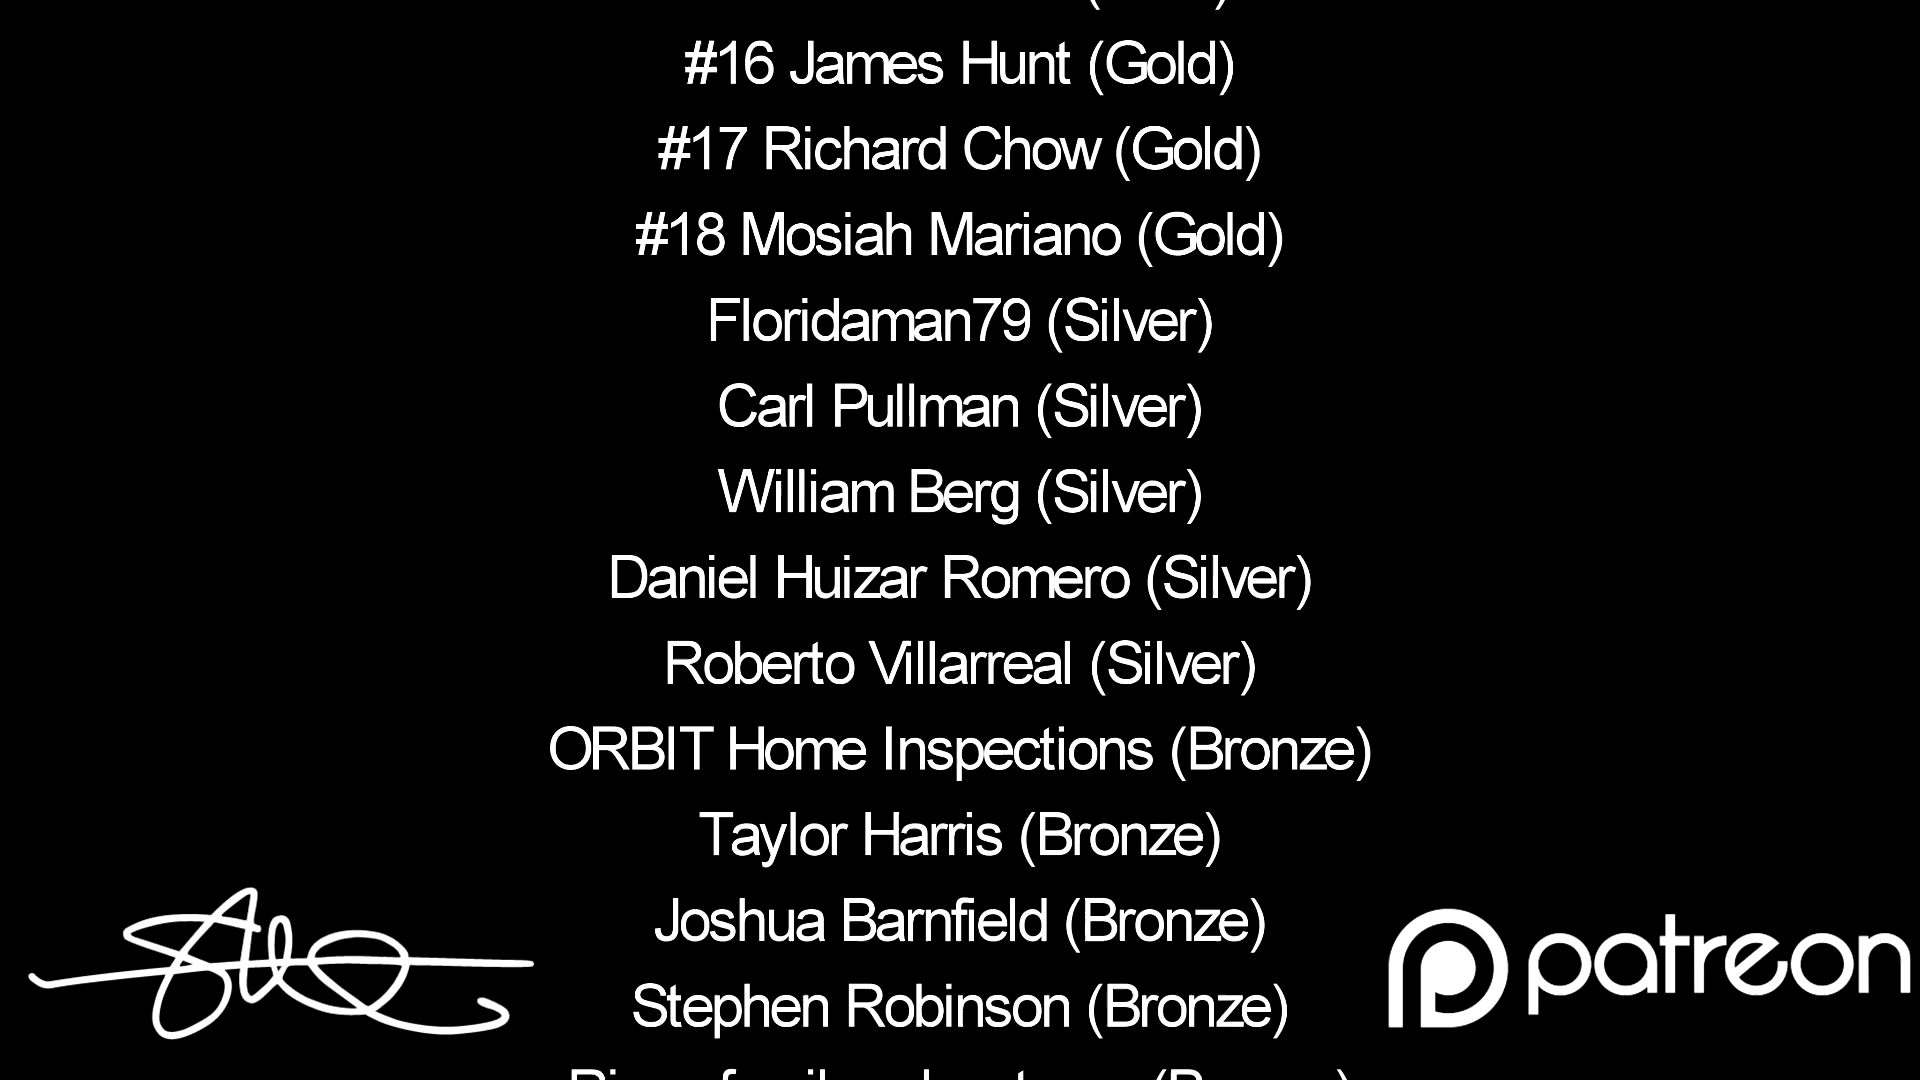 #16 James Hunt (Gold)
#17 Richard Chow (Gold)
#18 Mosiah Mariano (Gold)
Floridaman79 (Silver)
Carl Pullman (Silver)
William Berg (Silver)
Daniel Huizar Romero (Silver)
Roberto Villarreal (Silver)
ORBIT Home Inspections (Bronze)
Taylor Harris (Bronze)
Joshua Barnfield (Bronze)
Stephen Robinson (Bronze)
patreon